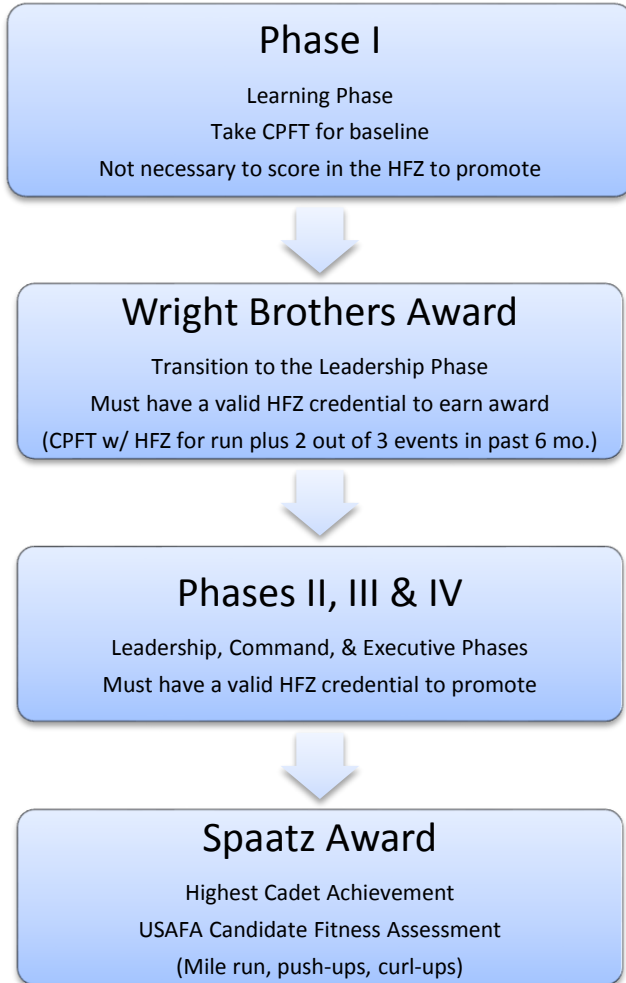 Phase I
Learning Phase
Take CPFT for baseline
Not necessary to score in the HFZ to promote
Wright Brothers Award
Transition to the Leadership Phase
Must have a valid HFZ credential to earn award
(CPFT w/ HFZ for run plus 2 out of 3 events in past 6 mo.)
Phases II, III & IV
Leadership, Command, & Executive Phases
Must have a valid HFZ credential to promote
Spaatz Award
Highest Cadet Achievement
USAFA Candidate Fitness Assessment
(Mile run, push-ups, curl-ups)